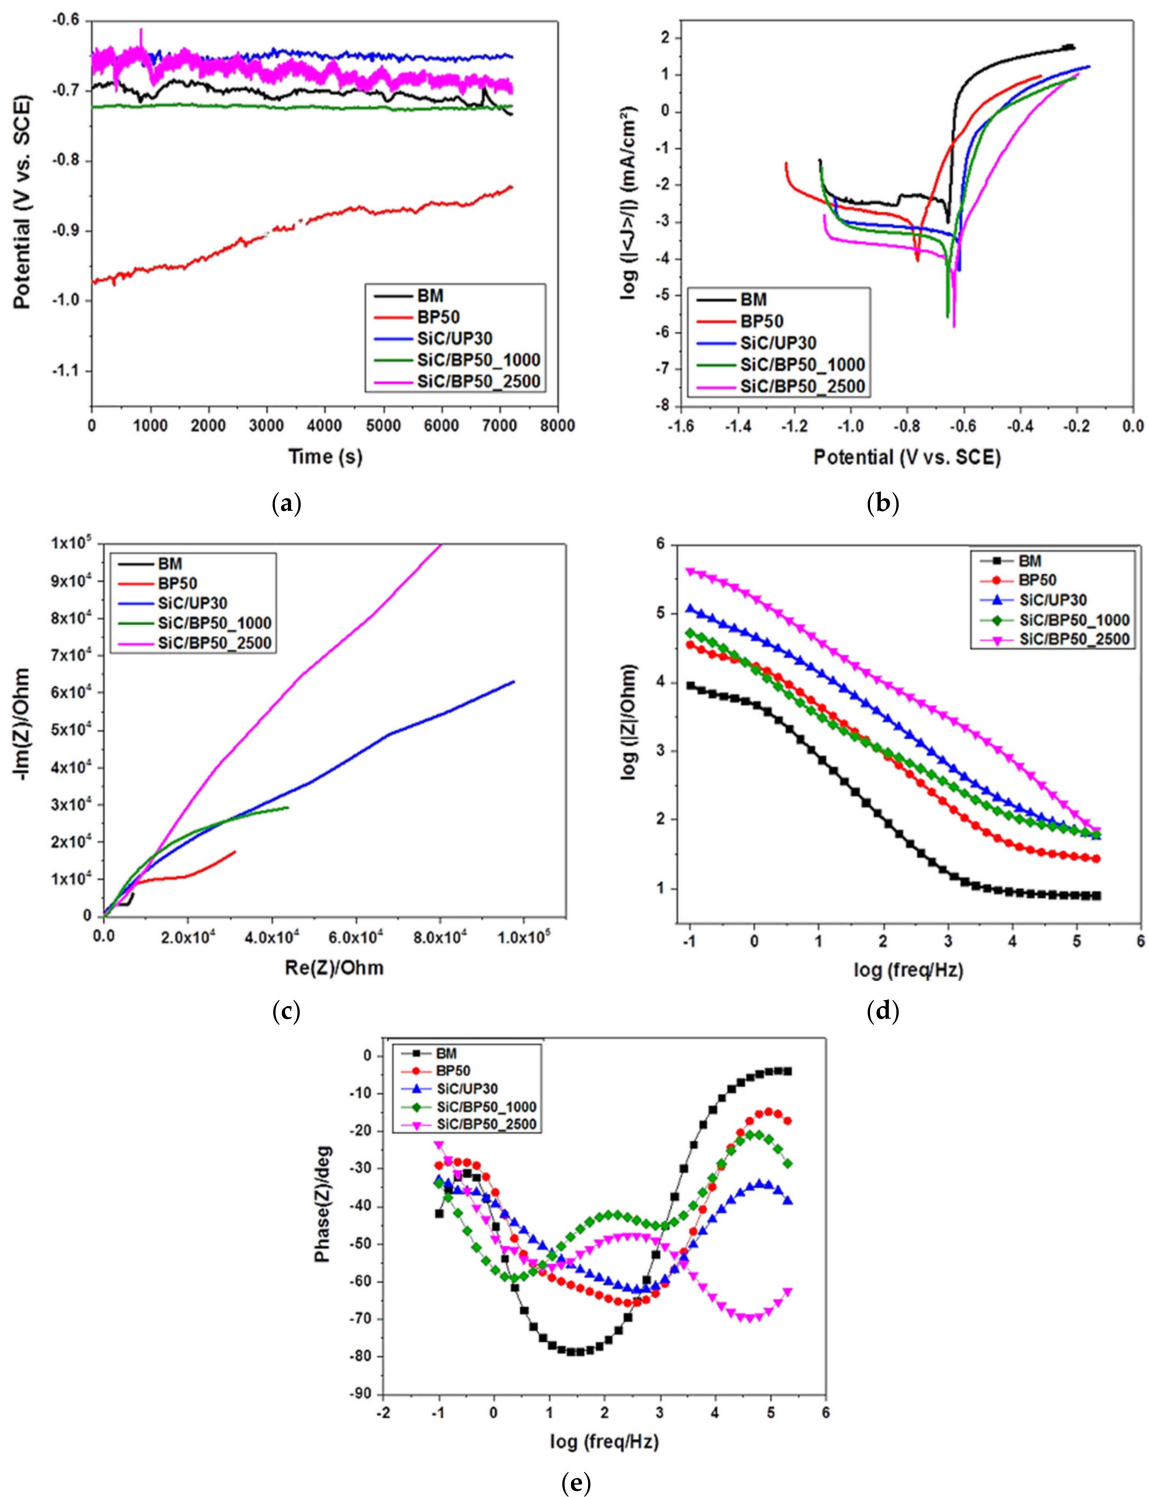 -0.6
-0.7
-0.8
-0.9
-1.0
-1.1
Potential (V vs. SCE)
BM
BP50
SiC/UP30
SiC/BP50_1000
SiC/BP50_2500
0 1000 2000 3000 4000 5000 6000 7000 8000
Time (s)
(a)
2
1
0
-1
-2
-3
-4
-5
-6
-7
-8
log (|<J>/|) (mA/cm²)
BM
BP50
SiC/UP30
SiC/BP50_1000
SiC/BP50_2500
-1.6 -1.4 -1.2 -1.0 -0.8 -0.6 -0.4 -0.2 0.0
Potential (V vs. SCE)
(b)
1x10⁵
9x10⁴
8x10⁴
7x10⁴
6x10⁴
5x10⁴
4x10⁴
3x10⁴
2x10⁴
1x10⁴
0
-Im(Z)/Ohm
BM
BP50
SiC/UP30
SiC/BP50_1000
SiC/BP50_2500
0.0 2.0x10⁴ 4.0x10⁴ 6.0x10⁴ 8.0x10⁴ 1.0x10⁵
Re(Z)/Ohm
(c)
6
5
4
3
2
1
log (|Z|/Ohm)
BM
BP50
SiC/UP30
SiC/BP50_1000
SiC/BP50_2500
-1 0 1 2 3 4 5 6
log (freq/Hz)
(d)
0
-10
-20
-30
-40
-50
-60
-70
-80
-90
Phase(Z)/deg
BM
BP50
SiC/UP30
SiC/BP50_1000
SiC/BP50_2500
-2 -1 0 1 2 3 4 5 6
log (freq/Hz)
(e)